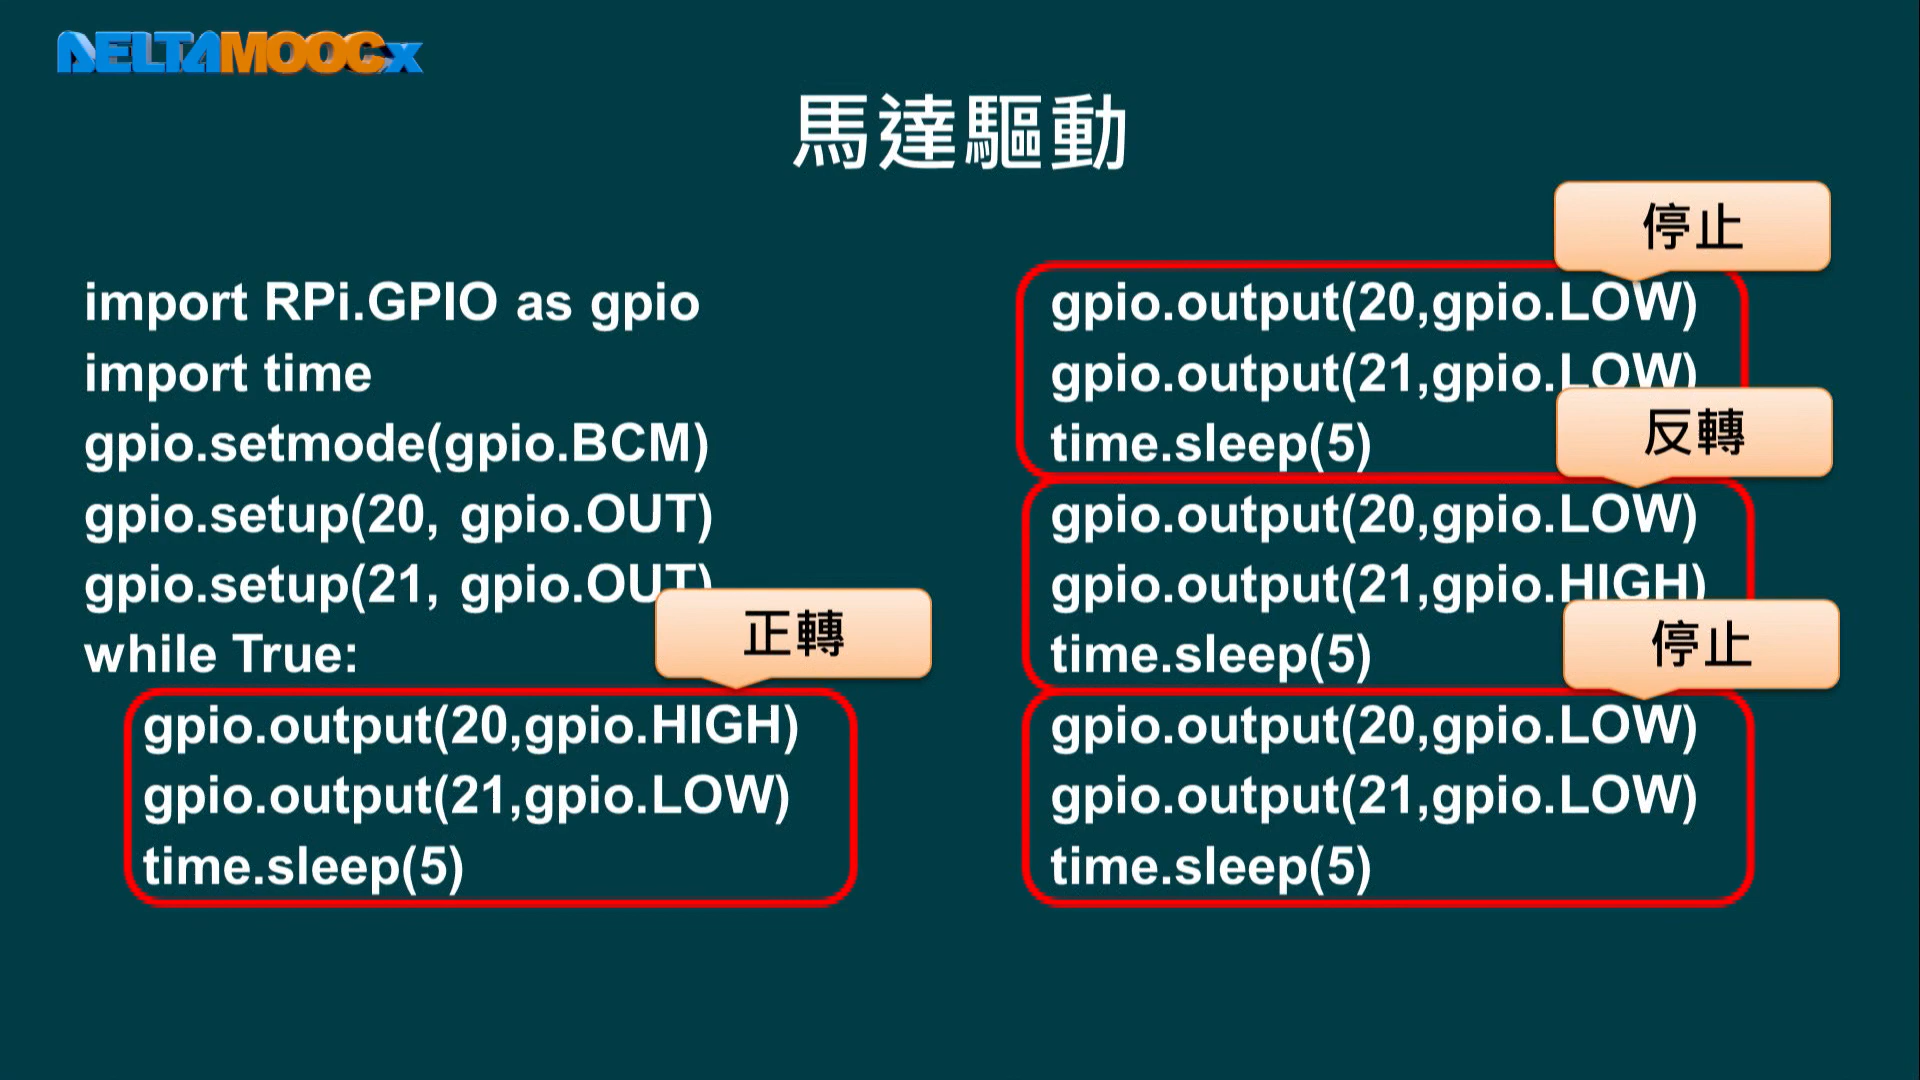 DELTAMOOCx
馬達驅動
import RPi.GPIO as gpio
import time
gpio.setmode(gpio.BCM)
gpio.setup(20, gpio.OUT)
gpio.setup(21, gpio.OUT)
while True:
正轉
gpio.output(20,gpio.HIGH)
gpio.output(21,gpio.LOW)
time.sleep(5)
停止
gpio.output(20,gpio.LOW)
gpio.output(21,gpio.LOW)
time.sleep(5)
反轉
gpio.output(20,gpio.LOW)
gpio.output(21,gpio.HIGH)
time.sleep(5)
停止
gpio.output(20,gpio.LOW)
gpio.output(21,gpio.LOW)
time.sleep(5)